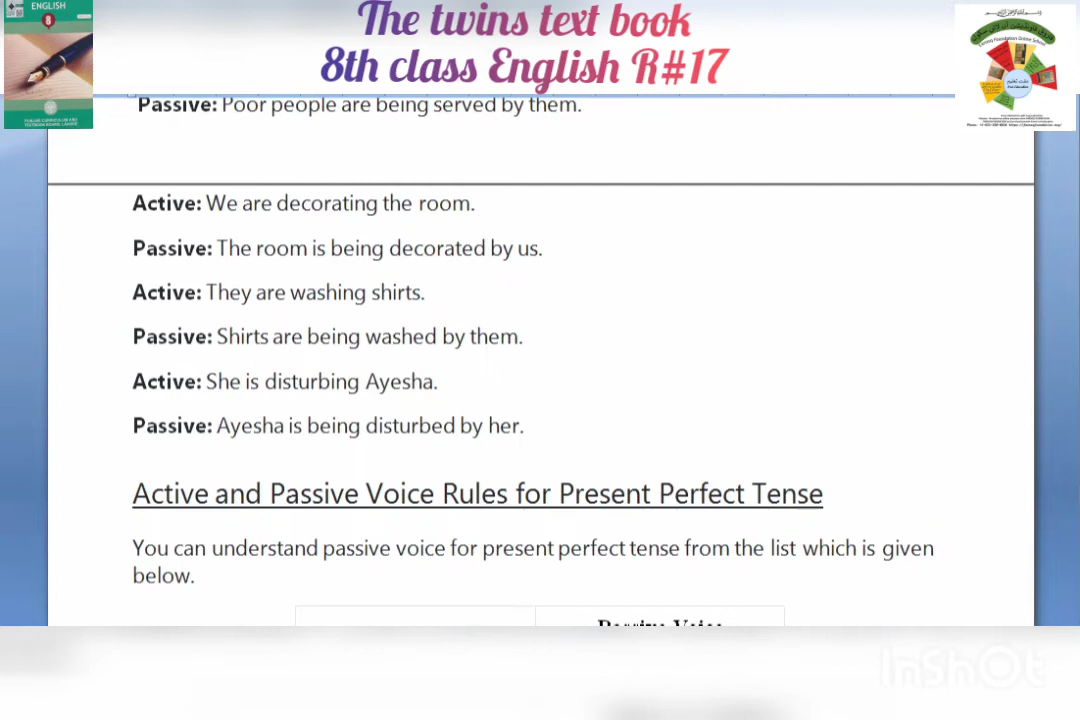 ENGLISH
8
The twins text book
8th class English R#17
Passive: Poor people are being served by them.
Active: We are decorating the room.
Passive: The room is being decorated by us.
Active: They are washing shirts.
Passive: Shirts are being washed by them.
Active: She is disturbing Ayesha.
Passive: Ayesha is being disturbed by her.
Active and Passive Voice Rules for Present Perfect Tense
You can understand passive voice for present perfect tense from the list which is given
below.
Passive Voice
InShOt